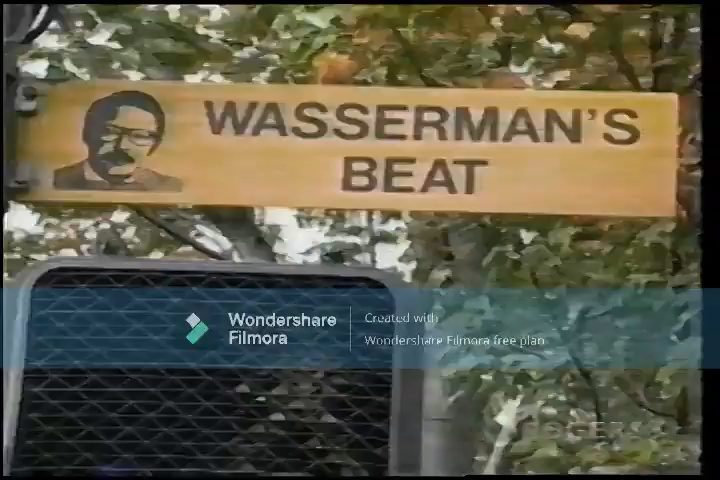 WASSERMAN'S
BEAT
Wondershare
Filmora
Created with
Wondershare Filmora free plan